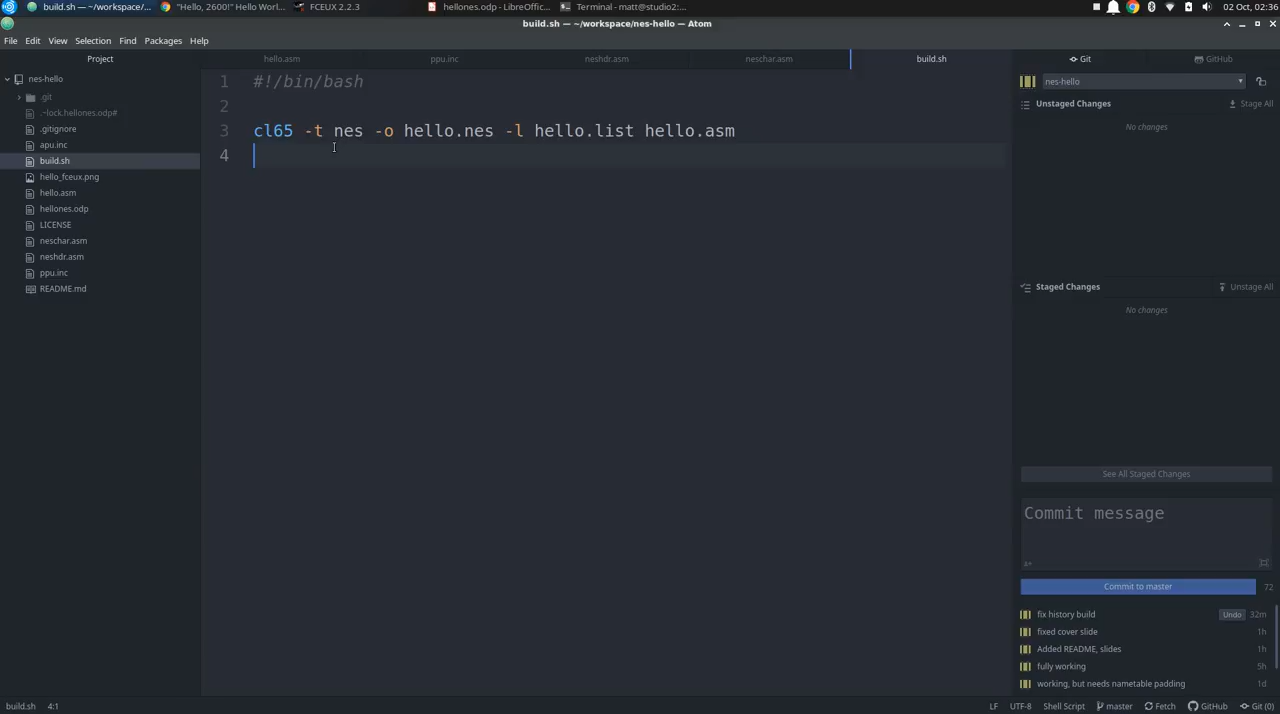 build.sh — ~/workspace/...
"Hello, 2600!" Hello Worl...
FCEUX 2.2.3
hellones.odp - LibreOffic...
Terminal - matt@studio2:...
02 Oct, 02:36
build.sh — ~/workspace/nes-hello — Atom
File Edit View Selection Find Packages Help
Project
nes-hello
.git
.~lock.hellones.odp#
.gitignore
apu.inc
build.sh
hello_fceux.png
hello.asm
hellones.odp
LICENSE
neschar.asm
neshdr.asm
ppu.inc
README.md
hello.asm
ppu.inc
neshdr.asm
neschar.asm
build.sh
1 #!/bin/bash
2
3 cl65 -t nes -o hello.nes -l hello.list hello.asm
4
Git
GitHub
nes-hello
Unstaged Changes
Stage All
No changes
Staged Changes
Unstage All
No changes
See All Staged Changes
Commit message
Commit to master
72
fix history build Undo 32m
fixed cover slide 1h
Added README, slides 1h
fully working 5h
working, but needs nametable padding 1d
build.sh 4:1
LF UTF-8 Shell Script master Fetch GitHub Git (0)